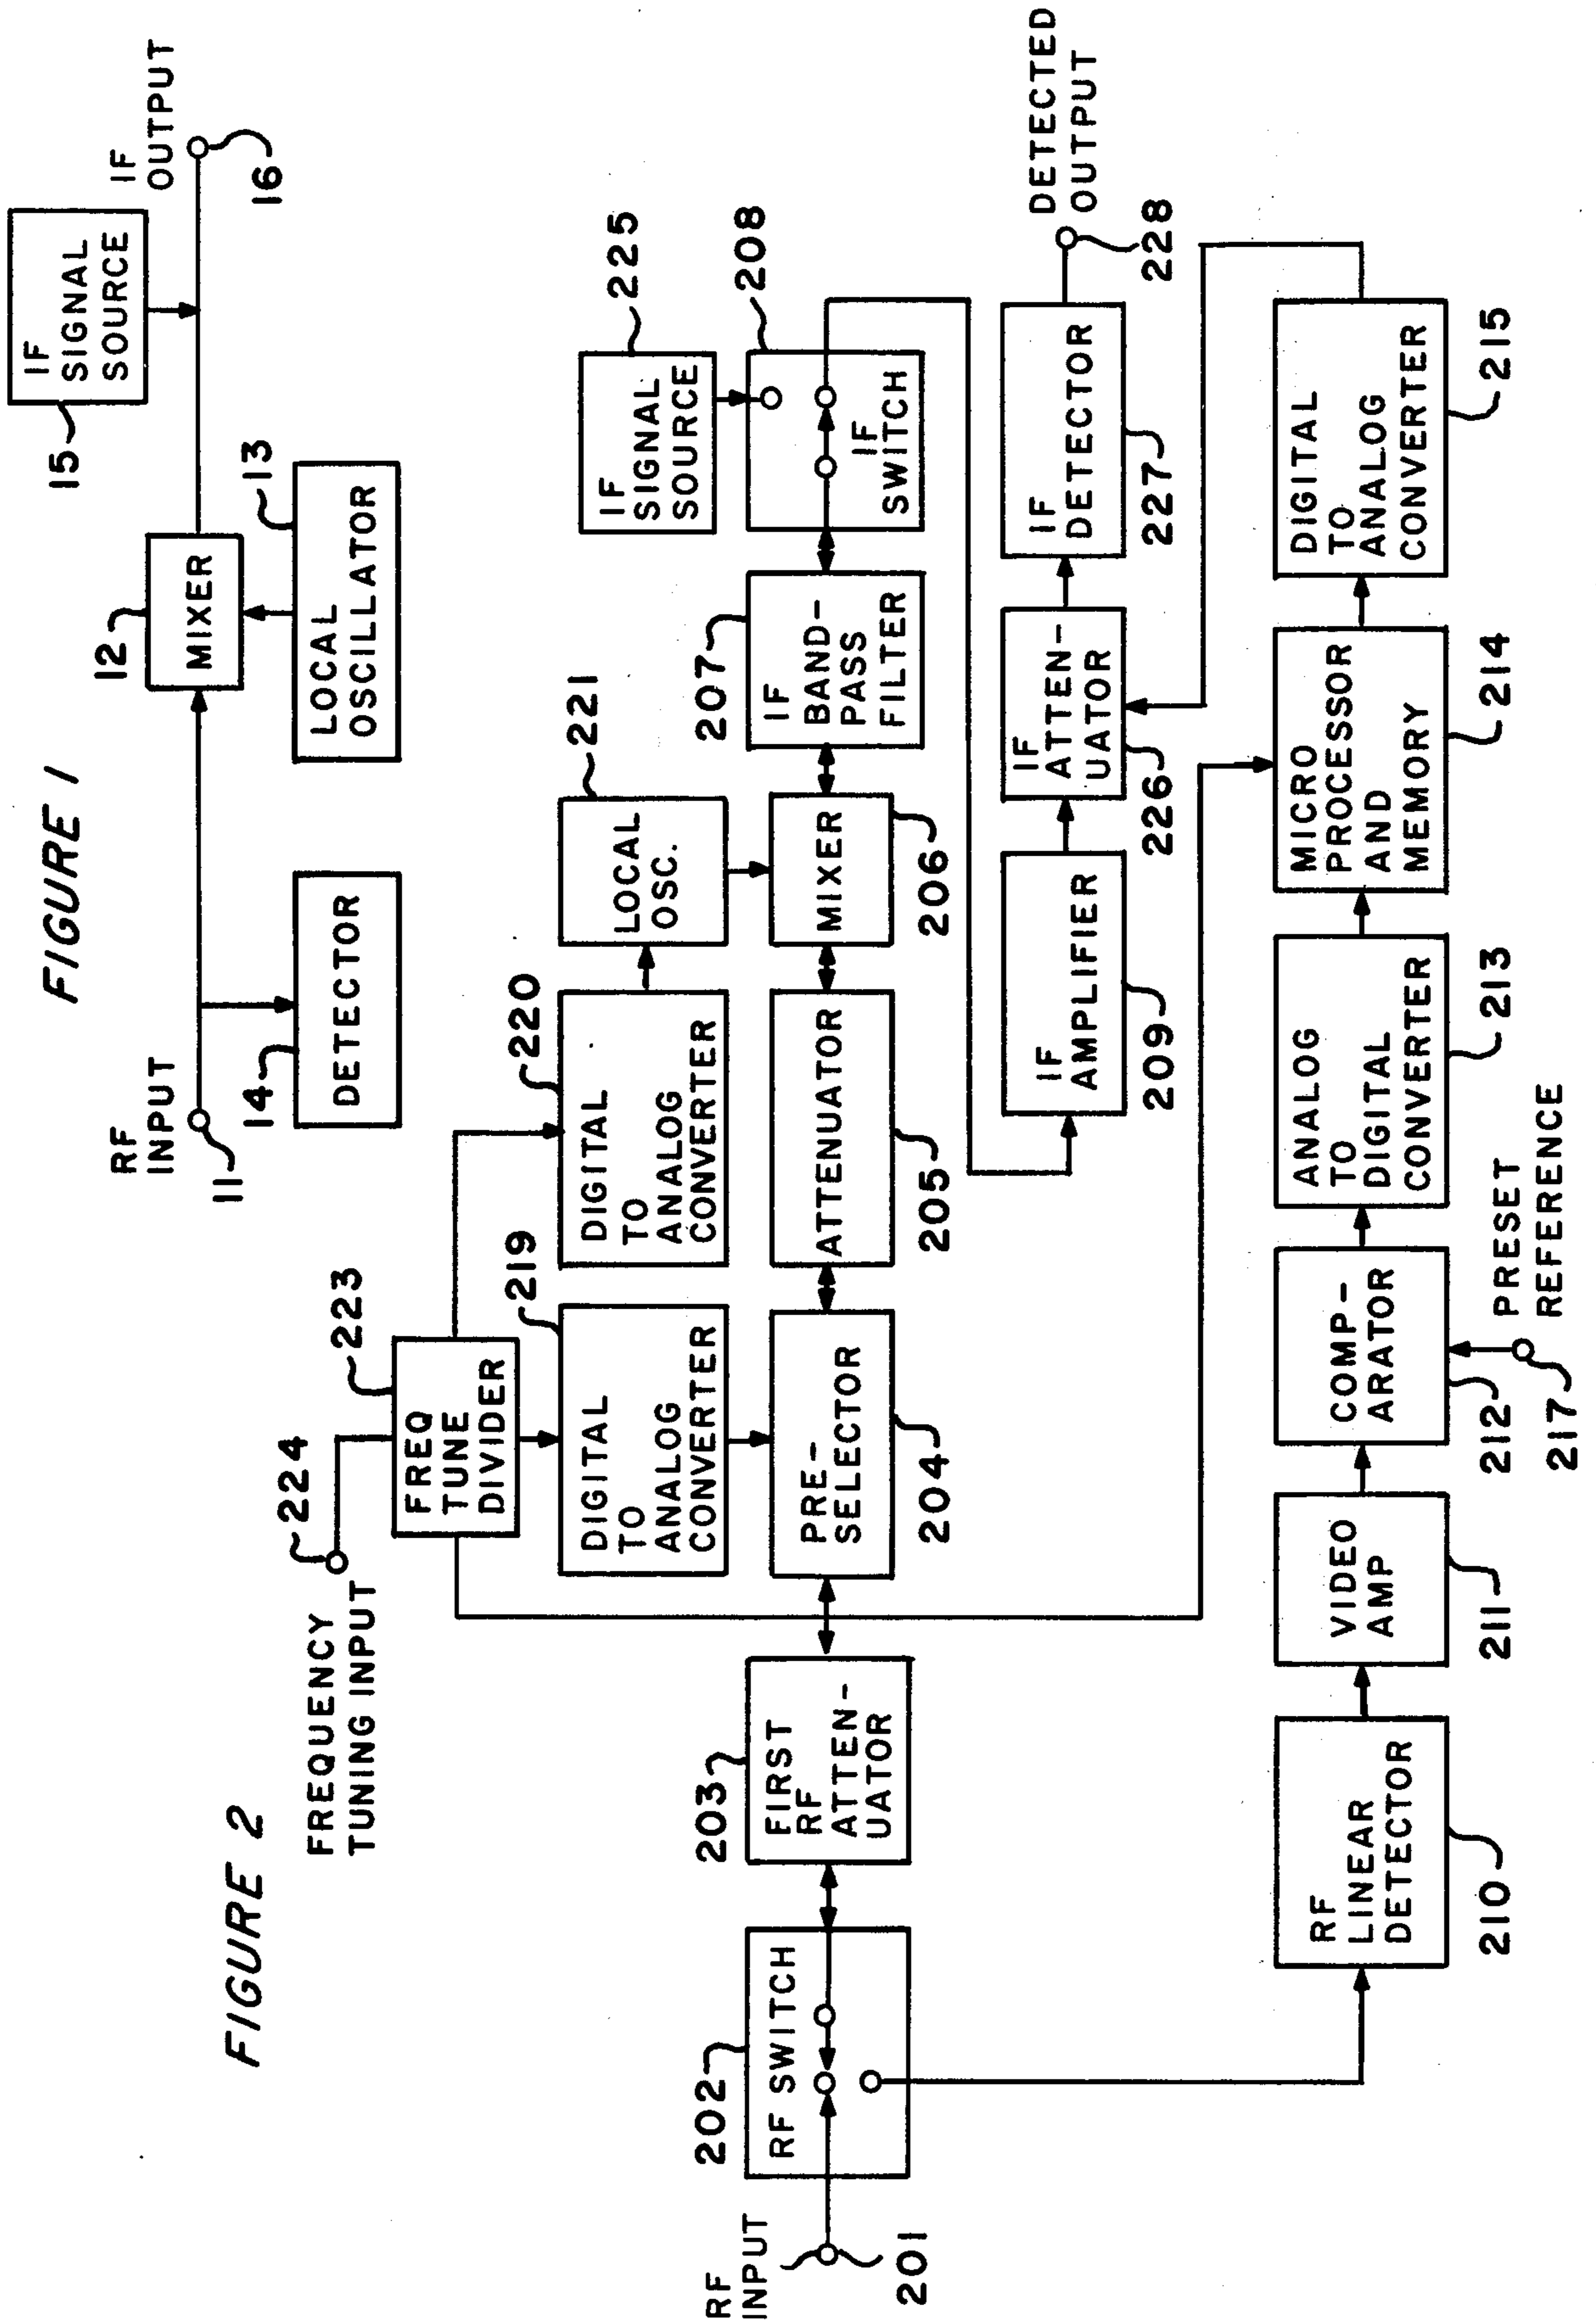 FIGURE 1
RF
INPUT
11
14
DETECTOR
12
MIXER
13
LOCAL
OSCILLATOR
15
IF
SIGNAL
SOURCE
IF
OUTPUT
16
FIGURE 2
FREQUENCY
TUNING INPUT
224
223
FREQ
TUNE
DIVIDER
219
DIGITAL
TO
ANALOG
CONVERTER
220
DIGITAL
TO
ANALOG
CONVERTER
221
LOCAL
OSC.
IF
SIGNAL
SOURCE
225
RF
INPUT
201
202
RF SWITCH
203
FIRST
RF
ATTEN-
UATOR
PRE-
SELECTOR
204
ATTENUATOR
205
MIXER
206
207
IF
BAND-
PASS
FILTER
208
IF
SWITCH
IF
AMPLIFIER
209
IF
ATTEN-
UATOR
226
IF
DETECTOR
227
DETECTED
OUTPUT
228
RF
LINEAR
DETECTOR
210
VIDEO
AMP
211
COMP-
ARATOR
212
PRESET
REFERENCE
217
ANALOG
TO
DIGITAL
CONVERTER
213
MICRO
PROCESSOR
AND
MEMORY
214
DIGITAL
TO
ANALOG
CONVERTER
215